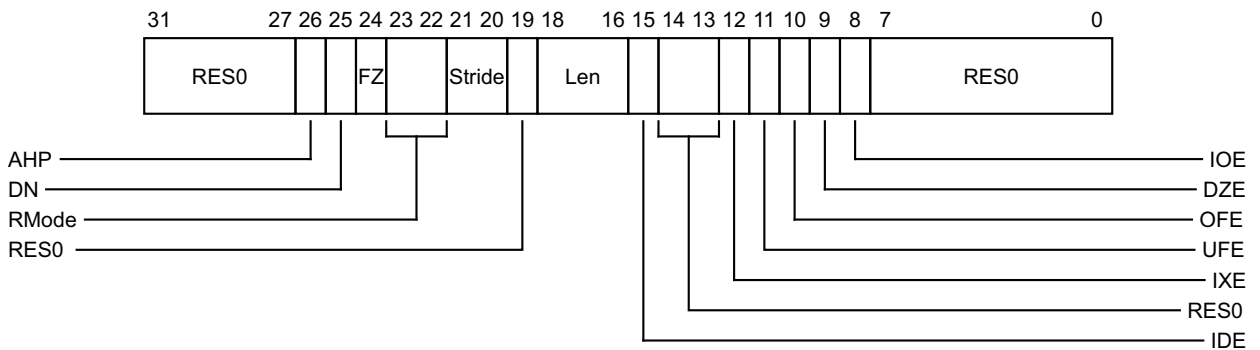 31 27 26 25 24 23 22 21 20 19 18 16 15 14 13 12 11 10 9 8 7 0
RES0 FZ Stride Len RES0
AHP IOE
DN DZE
RMode OFE
RES0 UFE
IXE
RES0
IDE